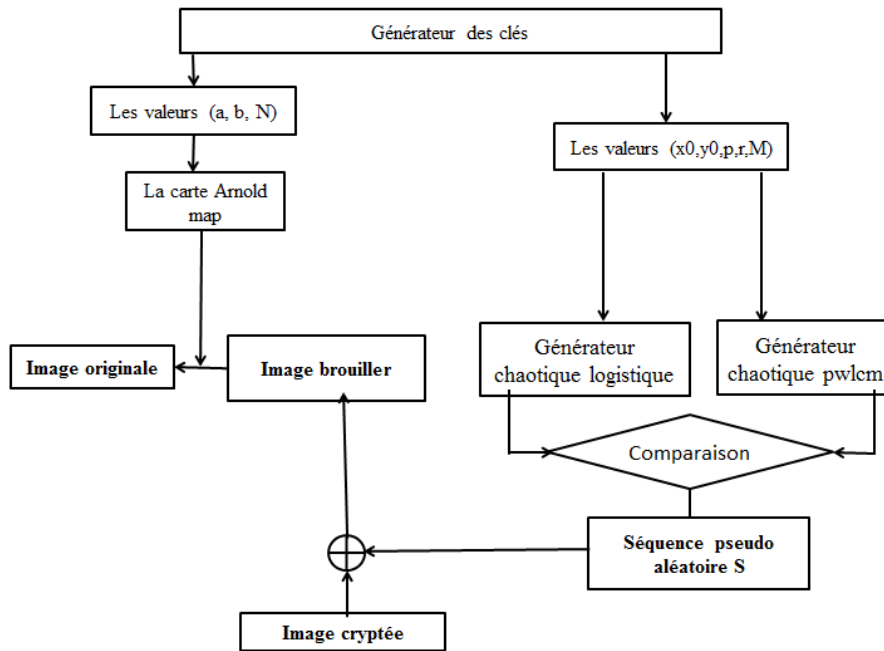 Générateur des clés
Les valeurs (a, b, N)
Les valeurs (x0,y0,p,r,M)
La carte Arnold
map
Image originale
Image brouiller
Générateur
chaotique logistique
Générateur
chaotique pwlcm
Comparaison
Séquence pseudo
aléatoire S
Image cryptée